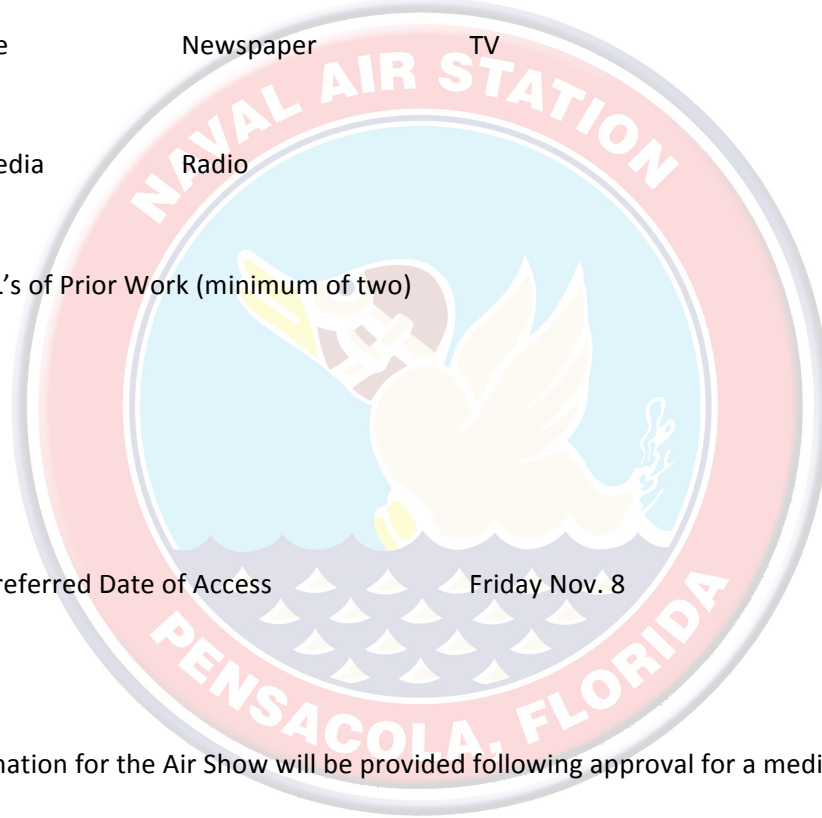 e Newspaper TV
NAVAL AIR STATION
edia Radio
's of Prior Work (minimum of two)
referred Date of Access Friday Nov. 8
PENSACOLA, FLORIDA
nation for the Air Show will be provided following approval for a medi